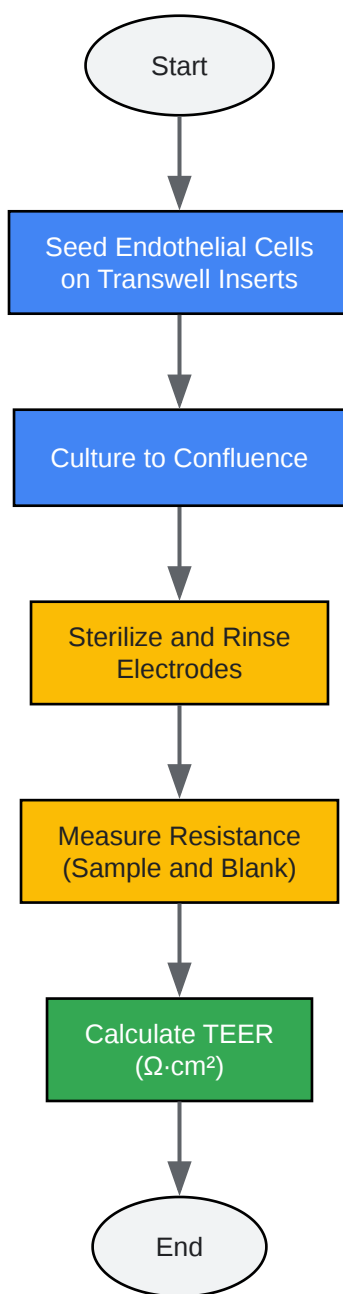 Start
Seed Endothelial Cells
on Transwell Inserts
Culture to Confluence
Sterilize and Rinse
Electrodes
Measure Resistance
(Sample and Blank)
Calculate TEER
(Ω·cm²)
End